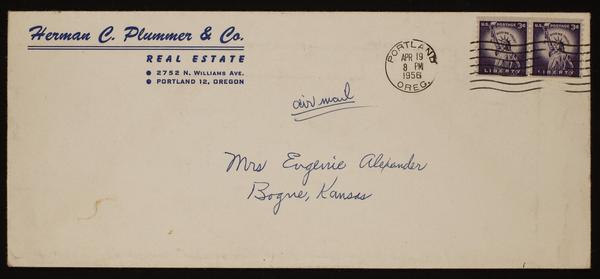 Herman C. Plummer & Co.
REAL ESTATE
• 2752 N. WILLIAMS AVE.
• PORTLAND 12, OREGON
PORTLAND
APR 19
8 PM
1956
OREG.
U.S. POSTAGE 3¢
LIBERTY
U.S. POSTAGE 3¢
LIBERTY
air mail
Mrs Eugenie Alexander
Bogue, Kansas